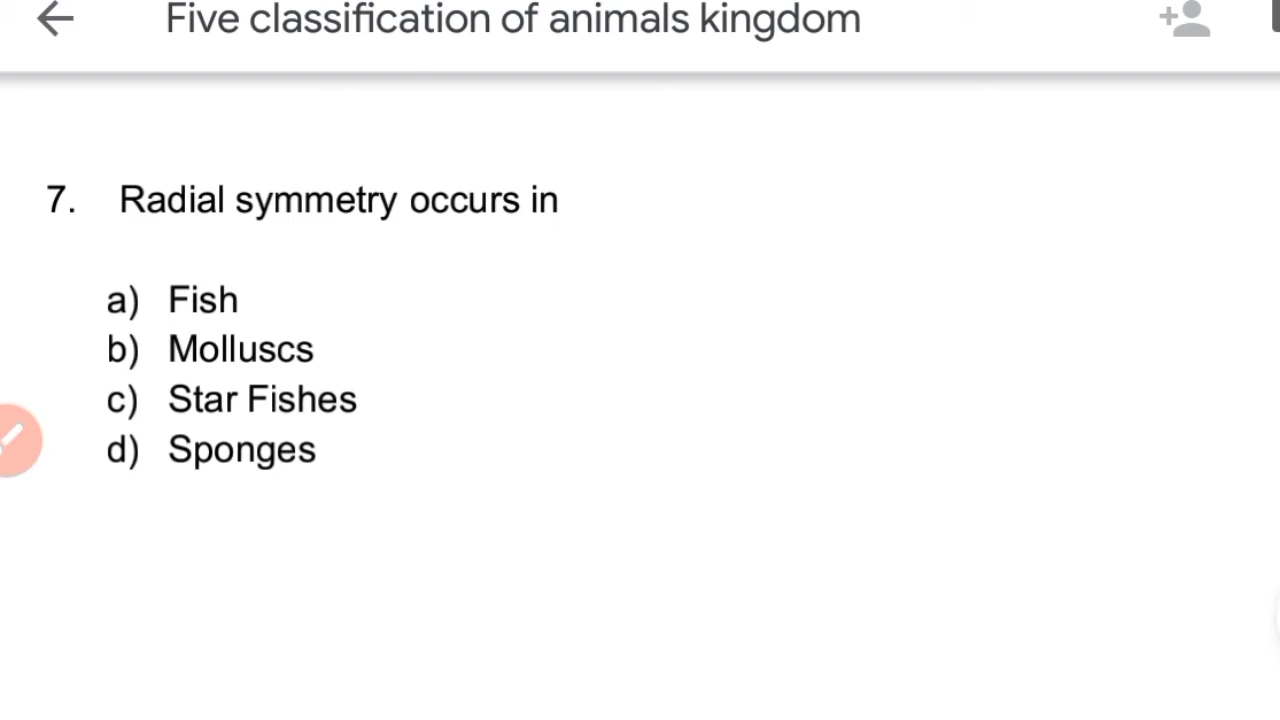 Five classification of animals kingdom
7. Radial symmetry occurs in
a) Fish
b) Molluscs
c) Star Fishes
d) Sponges